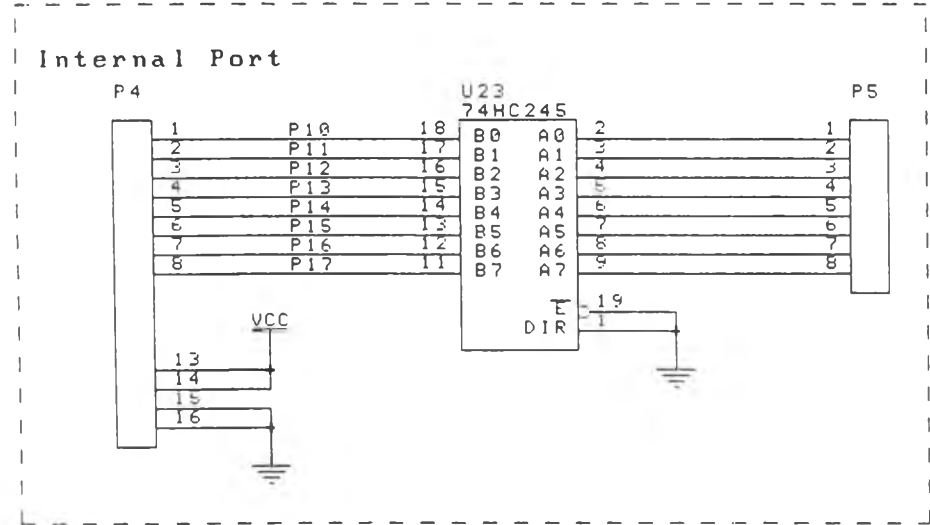 Internal Port
P4 U23 P5
74HC245
1 P10 18 B0 A0 2 1
2 P11 17 B1 A1 3 2
3 P12 16 B2 A2 4 3
4 P13 15 B3 A3 5 4
5 P14 14 B4 A4 6 5
6 P15 13 B5 A5 7 6
7 P16 12 B6 A6 8 7
8 P17 11 B7 A7 9 8
E 19
VCC DIR 1
13
14
15
16